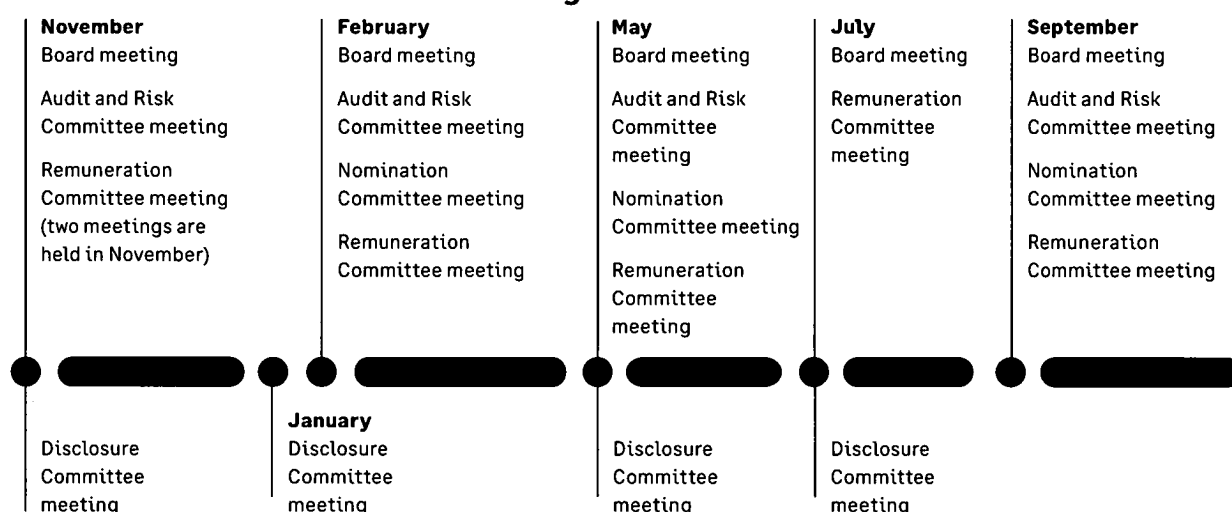 November
Board meeting
Audit and Risk
Committee meeting
Remuneration
Committee meeting
(two meetings are
held in November)
February
Board meeting
Audit and Risk
Committee meeting
Nomination
Committee meeting
Remuneration
Committee meeting
May
Board meeting
Audit and Risk
Committee
meeting
Nomination
Committee meeting
Remuneration
Committee
meeting
July
Board meeting
Remuneration
Committee
meeting
September
Board meeting
Audit and Risk
Committee meeting
Nomination
Committee meeting
Remuneration
Committee meeting
Disclosure
Committee
meeting
January
Disclosure
Committee
meeting
Disclosure
Committee
meeting
Disclosure
Committee
meeting